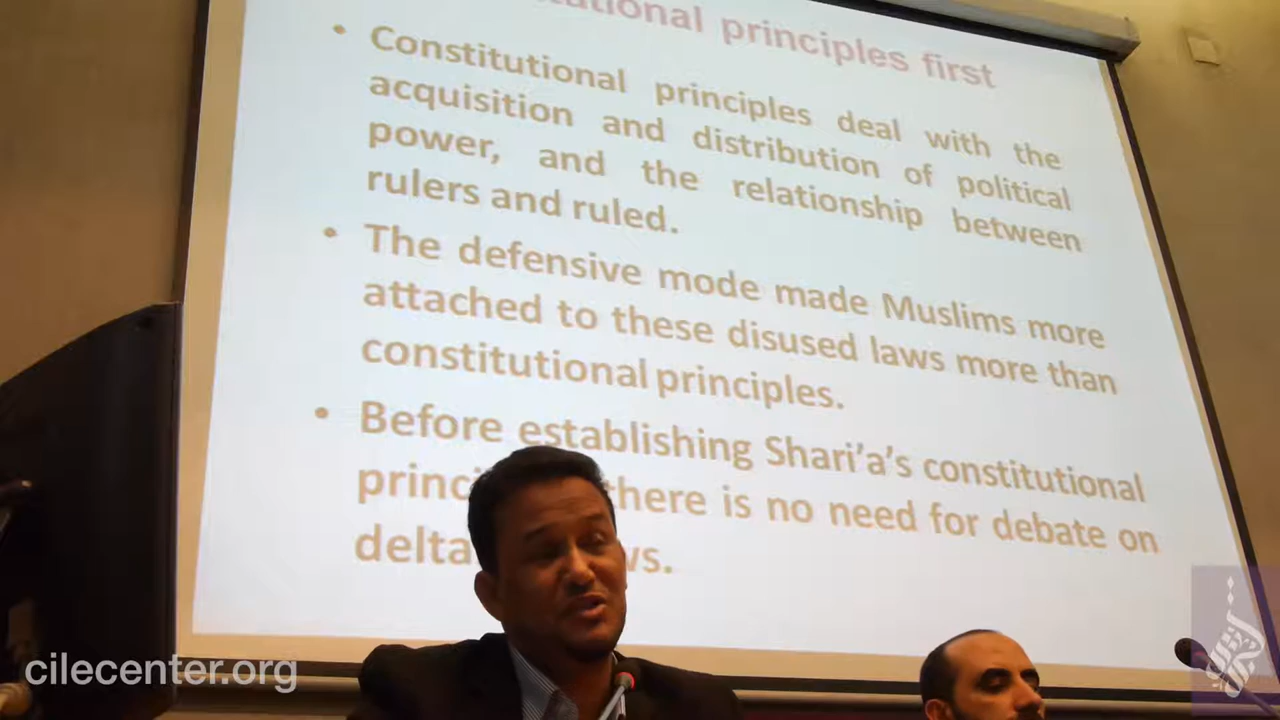 principles first
• Constitutional principles deal with the
acquisition and distribution of political
power, and the relationship between
rulers and ruled.
• The defensive mode made Muslims more
attached to these disused laws more than
constitutional principles.
• Before establishing Shari'a's constitutional
there is no need for debate on
cilecenter.org